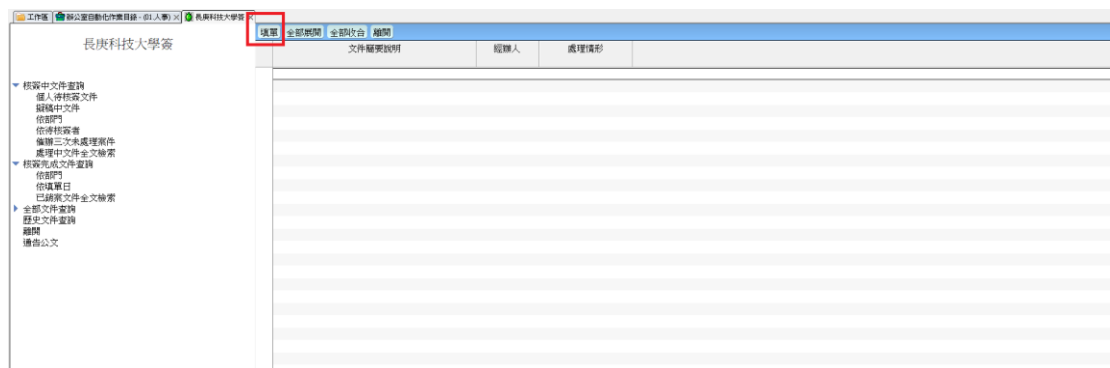 工作區 辦公室自動化作業目錄 - (01.人事) 長庚科技大學簽
填單 全部展開 全部收合 離開
長庚科技大學簽
文件簡要說明 經辦人 處理情形
核簽中文件查詢
個人待核簽文件
擬稿中文件
依部門
依待核簽者
催辦三次未處理案件
處理中文件全文檢索
核簽完成文件查詢
依部門
依填單日
已銷案文件全文檢索
全部文件查詢
歷史文件查詢
離開
通告公文